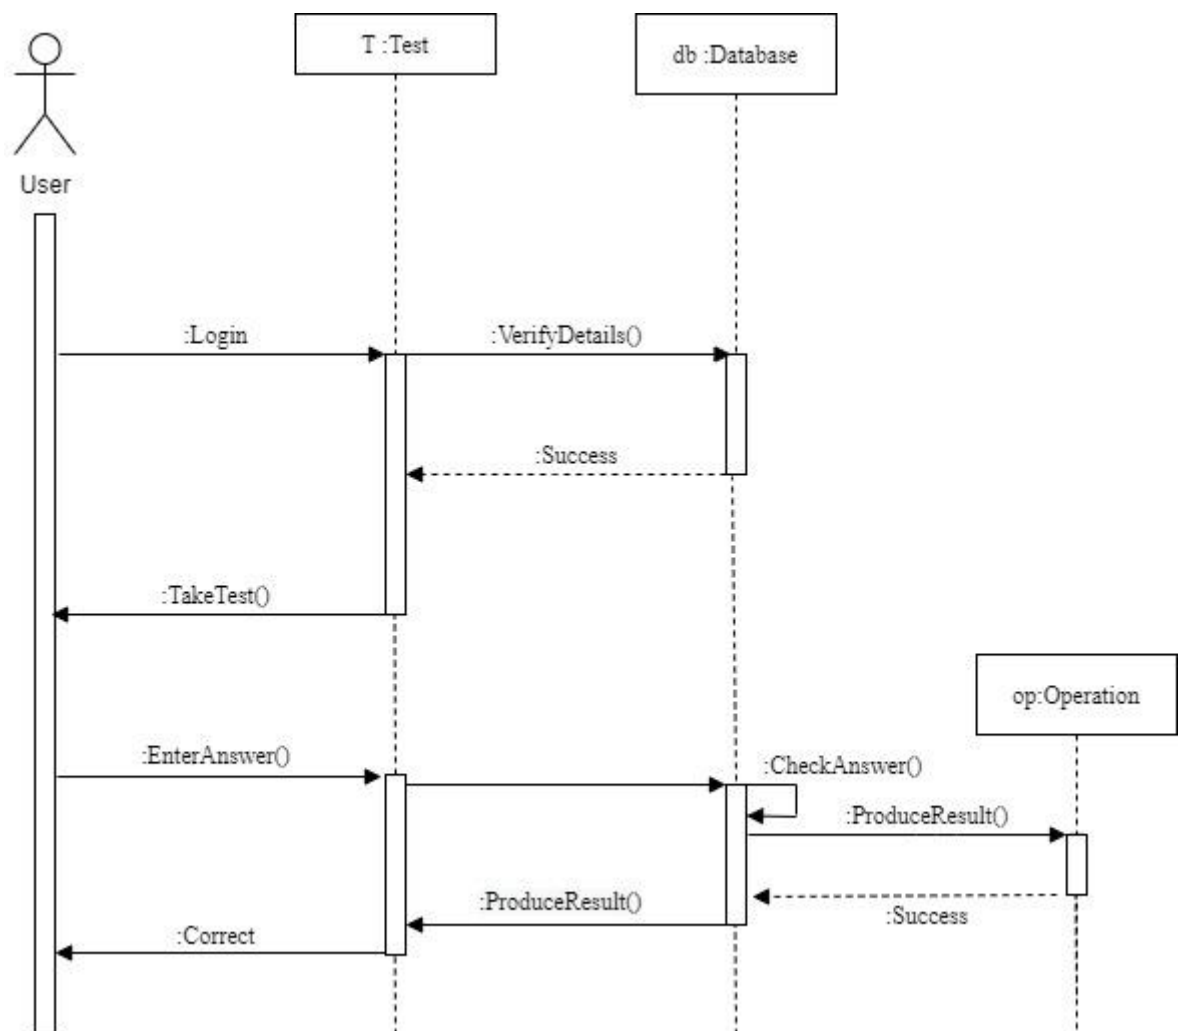 T :Test
db :Database
User
:Login
:VerifyDetails()
:Success
:TakeTest()
op:Operation
:EnterAnswer()
:CheckAnswer()
:ProduceResult()
:ProduceResult()
:Success
:Correct